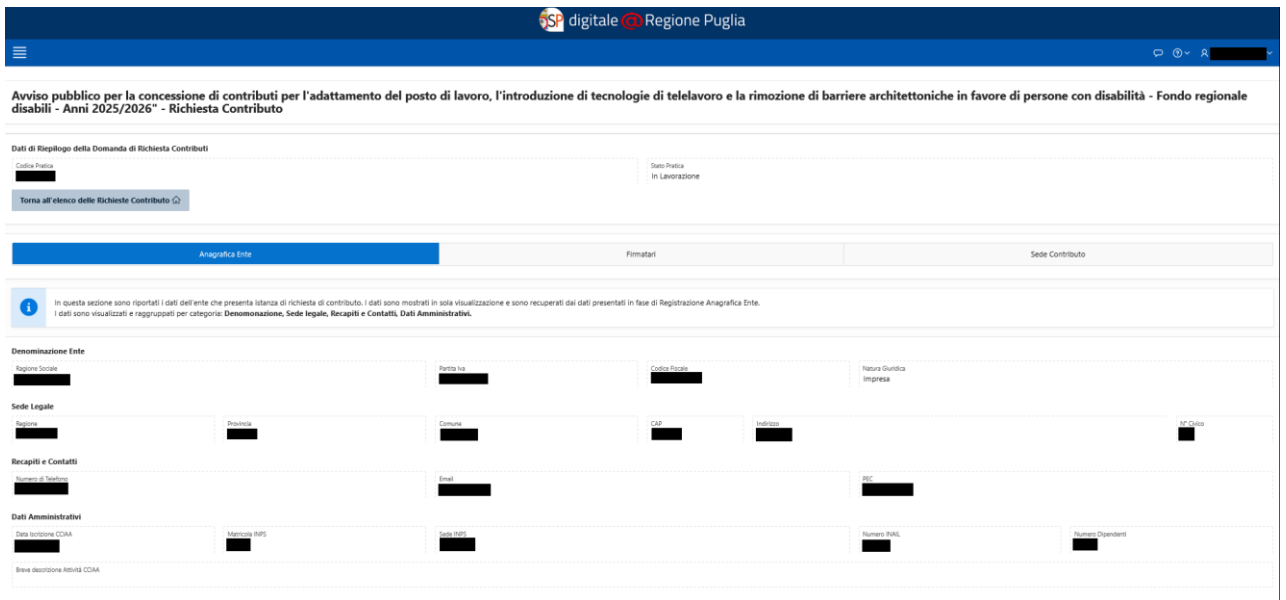 SP digitale @ Regione Puglia
Avviso pubblico per la concessione di contributi per l'adattamento del posto di lavoro, l'introduzione di tecnologie di telelavoro e la rimozione di barriere architettoniche in favore di persone con disabilità - Fondo regionale
disabili - Anni 2025/2026" - Richiesta Contributo
Dati di Riepilogo della Domanda di Richiesta Contributi
Codice Pratica Stato Pratica
In Lavorazione
Torna all'elenco delle Richieste Contributo
Anagrafica Ente Firmatari Sede Contributo
In questa sezione sono riportati i dati dell'ente che presenta istanza di richiesta di contributo. I dati sono mostrati in sola visualizzazione e sono recuperati dai dati presentati in fase di Registrazione Anagrafica Ente.
I dati sono visualizzati e raggruppati per categoria: Denomonazione, Sede legale, Recapiti e Contatti, Dati Amministrativi.
Denominazione Ente
Ragione Sociale Partita Iva Codice Fiscale Natura Giuridica
Impresa
Sede Legale
Regione Provincia Comune CAP Indirizzo N° Civico
Recapiti e Contatti
Numero di Telefono Email PEC
Dati Amministrativi
Data Iscrizione CCIAA Matricola INPS Sede INPS Numero INAIL Numero Dipendenti
Breve descrizione Attività CCIAA